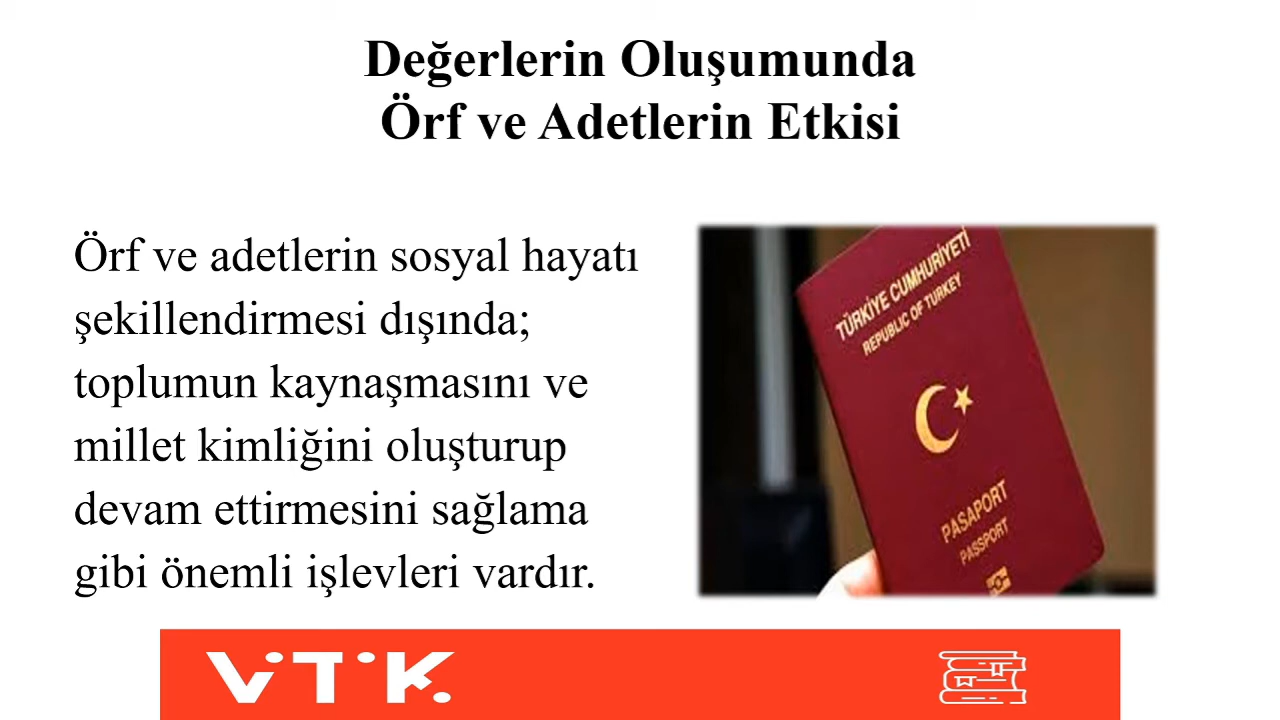 Değerlerin Oluşumunda
Örf ve Adetlerin Etkisi
Örf ve adetlerin sosyal hayatı
şekillendirmesi dışında;
toplumun kaynaşmasını ve
millet kimliğini oluşturup
devam ettirmesini sağlama
gibi önemli işlevleri vardır.
TÜRKİYE CUMHURİYETİ
REPUBLIC OF TURKEY
PASAPORT
PASSPORT
ViTiK